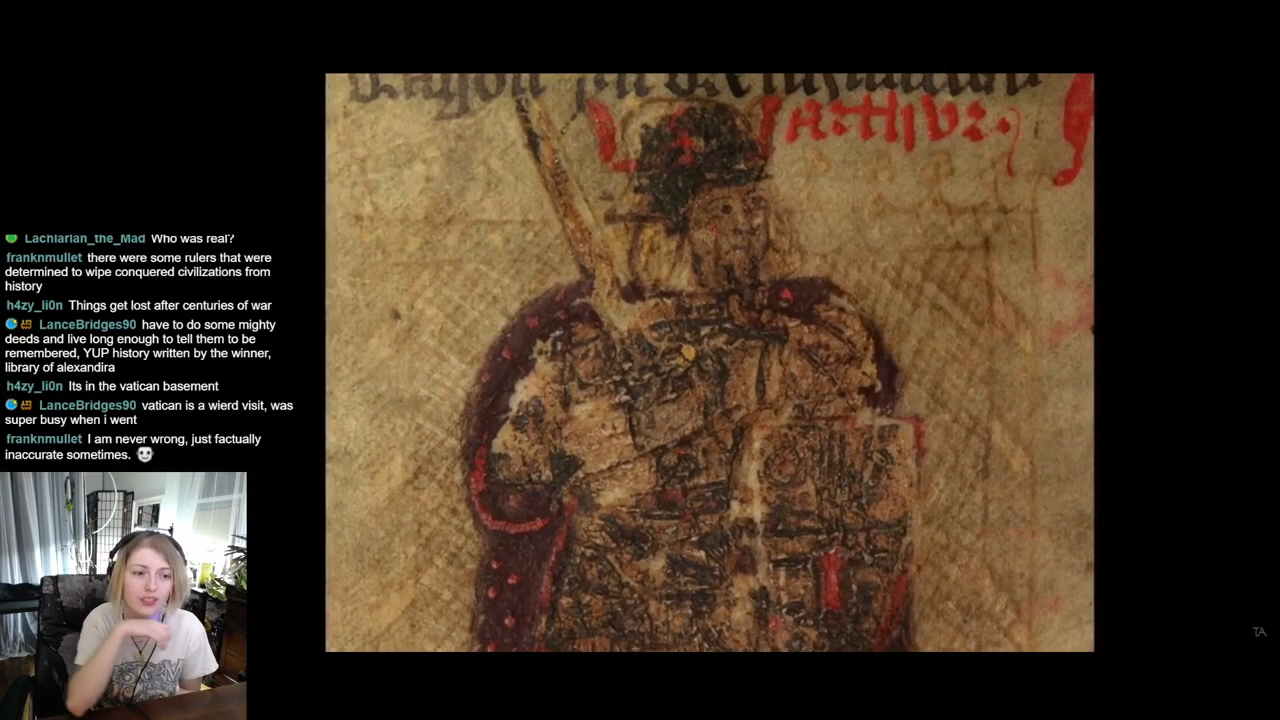 Lachlarian_the_Mad Who was real?
franknmullet there were some rulers that were
determined to wipe conquered civilizations from
history
h4zy_li0n Things get lost after centuries of war
LanceBridges90 have to do some mighty
deeds and live long enough to tell them to be
remembered, YUP history written by the winner,
library of alexandira
h4zy_li0n Its in the vatican basement
LanceBridges90 vatican is a wierd visit, was
super busy when i went
franknmullet I am never wrong, just factually
inaccurate sometimes.
arthur.
TA